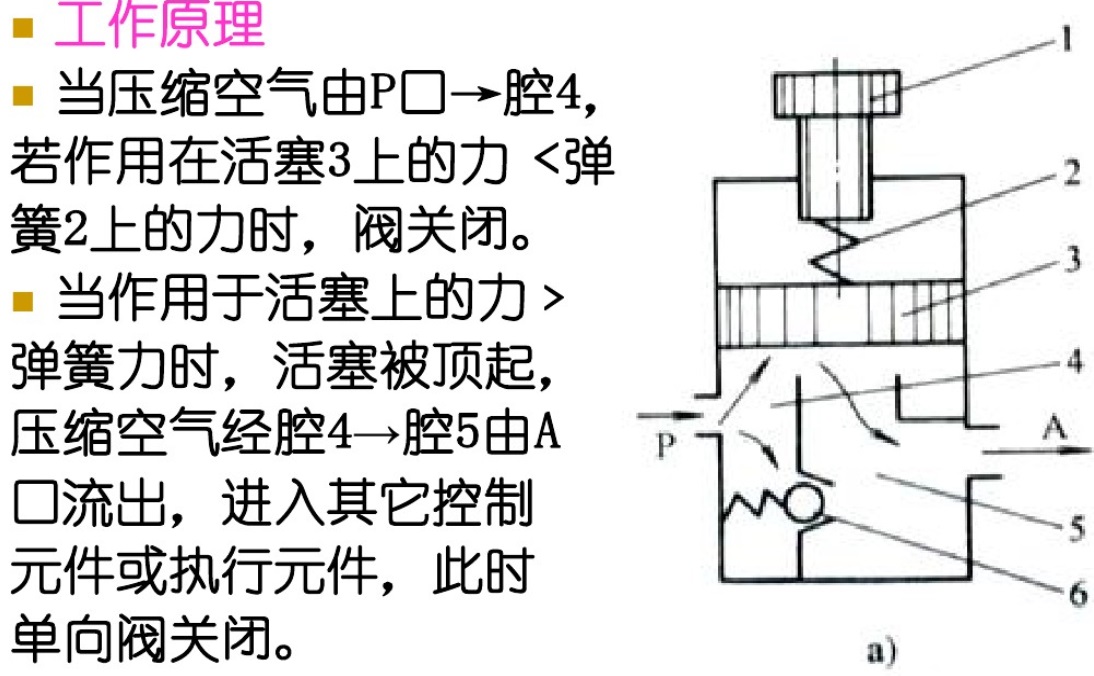 ■ 工作原理
■ 当压缩空气由P口→腔4，
若作用在活塞3上的力 <弹
簧2上的力时，阀关闭。
■ 当作用于活塞上的力 >
弹簧力时，活塞被顶起，
压缩空气经腔4→腔5由A
口流出，进入其它控制
元件或执行元件，此时
单向阀关闭。
1
2
3
4
P
A
5
6
a)